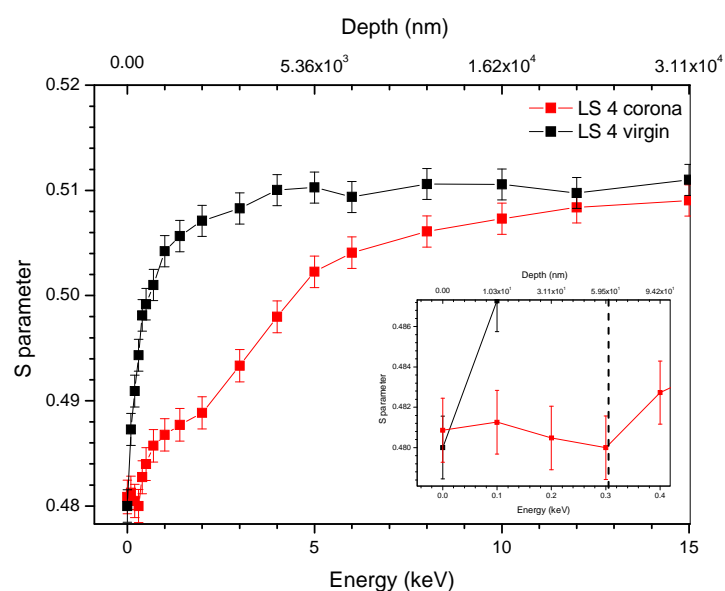 Depth (nm)
0.00 5.36x10³ 1.62x10⁴ 3.11x10⁴
0.52
LS 4 corona
LS 4 virgin
0.51
0.50
0.49
0.48
S parameter
0 5 10 15
Energy (keV)
Depth (nm)
0.00 1.03x10¹ 3.11x10¹ 5.95x10¹ 9.42x10¹
0.486
0.484
0.482
0.480
S parameter
0.0 0.1 0.2 0.3 0.4
Energy (keV)